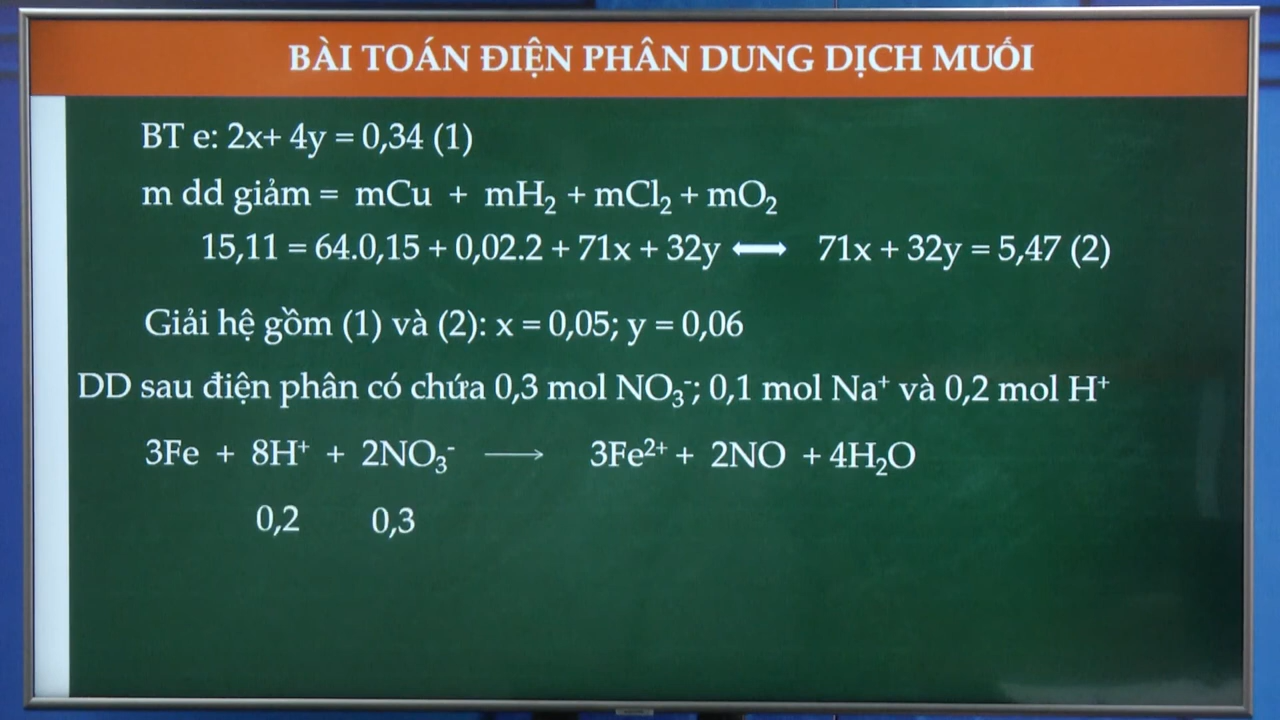 BÀI TOÁN ĐIỆN PHÂN DUNG DỊCH MUỐI
BT e: 2x+ 4y = 0,34 (1)
m dd giảm = mCu + mH₂ + mCl₂ + mO₂
15,11 = 64.0,15 + 0,02.2 + 71x + 32y ⟷ 71x + 32y = 5,47 (2)
Giải hệ gồm (1) và (2): x = 0,05; y = 0,06
DD sau điện phân có chứa 0,3 mol NO₃⁻; 0,1 mol Na⁺ và 0,2 mol H⁺
3Fe + 8H⁺ + 2NO₃⁻ ⟶ 3Fe²⁺ + 2NO + 4H₂O
0,2 0,3